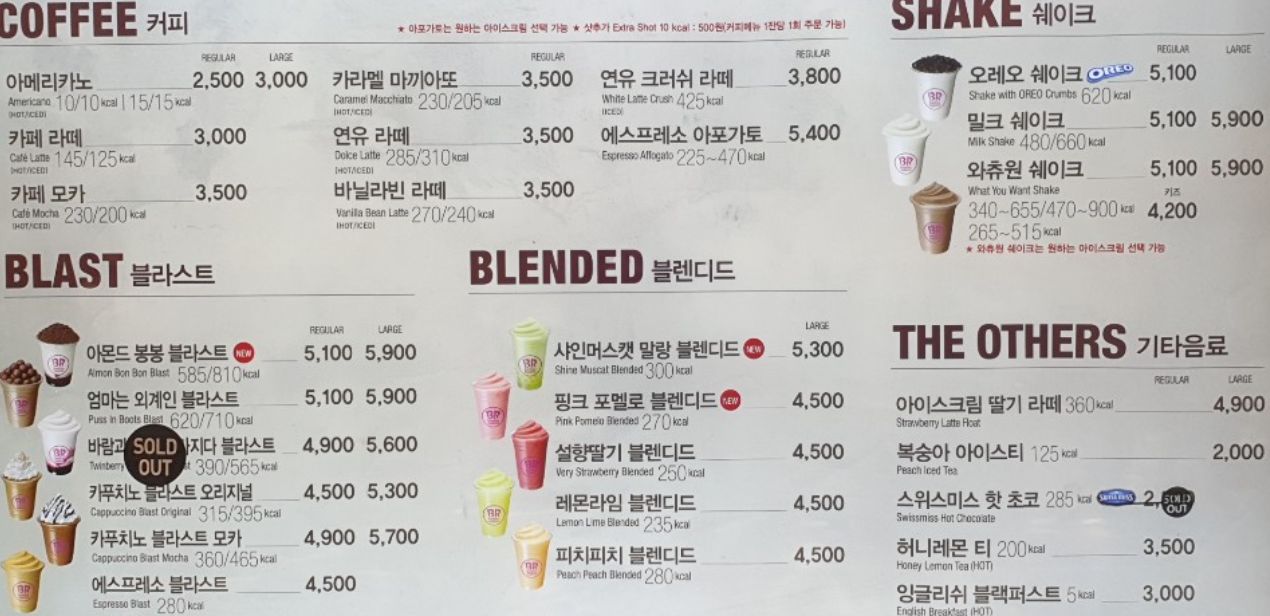 COFFEE 커피
★ 아포가토는 원하는 아이스크림 선택 가능 ★ 샷추가 Extra Shot 10 kcal : 500원(커피메뉴 1잔당 1회 주문 가능)
REGULAR LARGE
아메리카노 2,500 3,000
Americano 10/10 kcal | 15/15 kcal
(HOT/ICED)
카페 라떼 3,000
Café Latte 145/125 kcal
(HOT/ICED)
카페 모카 3,500
Café Mocha 230/200 kcal
(HOT/ICED)
REGULAR
카라멜 마끼아또 3,500
Caramel Macchiato 230/205 kcal
(HOT/ICED)
연유 라떼 3,500
Dolce Latte 285/310 kcal
(HOT/ICED)
바닐라빈 라떼 3,500
Vanilla Bean Latte 270/240 kcal
(HOT/ICED)
REGULAR
연유 크러쉬 라떼 3,800
White Latte Crush 425 kcal
(ICED)
에스프레소 아포가토 5,400
Espresso Affogato 225~470 kcal
SHAKE 쉐이크
REGULAR LARGE
오레오 쉐이크 OREO 5,100
Shake with OREO Crumbs 620 kcal
밀크 쉐이크 5,100 5,900
Milk Shake 480/660 kcal
와츄원 쉐이크 5,100 5,900
What You Want Shake 키즈
340~655/470~900 kcal 4,200
265~515 kcal
★ 와츄원 쉐이크는 원하는 아이스크림 선택 가능
BLAST 블라스트
REGULAR LARGE
아몬드 봉봉 블라스트 NEW 5,100 5,900
Almon Bon Bon Blast 585/810 kcal
엄마는 외계인 블라스트 5,100 5,900
Puss In Boots Blast 620/710 kcal
바람과 SOLD OUT 지다 블라스트 4,900 5,600
Twinberry 390/565 kcal
카푸치노 블라스트 오리지널 4,500 5,300
Cappuccino Blast Original 315/395 kcal
카푸치노 블라스트 모카 4,900 5,700
Cappuccino Blast Mocha 360/465 kcal
에스프레소 블라스트 4,500
Espresso Blast 280 kcal
BLENDED 블렌디드
LARGE
샤인머스캣 말랑 블렌디드 NEW 5,300
Shine Muscat Blended 300 kcal
핑크 포멜로 블렌디드 NEW 4,500
Pink Pomelo Blended 270 kcal
설향딸기 블렌디드 4,500
Very Strawberry Blended 250 kcal
레몬라임 블렌디드 4,500
Lemon Lime Blended 235 kcal
피치피치 블렌디드 4,500
Peach Peach Blended 280 kcal
THE OTHERS 기타음료
REGULAR LARGE
아이스크림 딸기 라떼 360 kcal 4,900
Strawberry Latte Float
복숭아 아이스티 125 kcal 2,000
Peach Iced Tea
스위스미스 핫 초코 285 kcal SWISS MISS 2, SOLD OUT
Swissmiss Hot Chocolate
허니레몬 티 200 kcal 3,500
Honey Lemon Tea (HOT)
잉글리쉬 블랙퍼스트 5 kcal 3,000
English Breakfast (HOT)